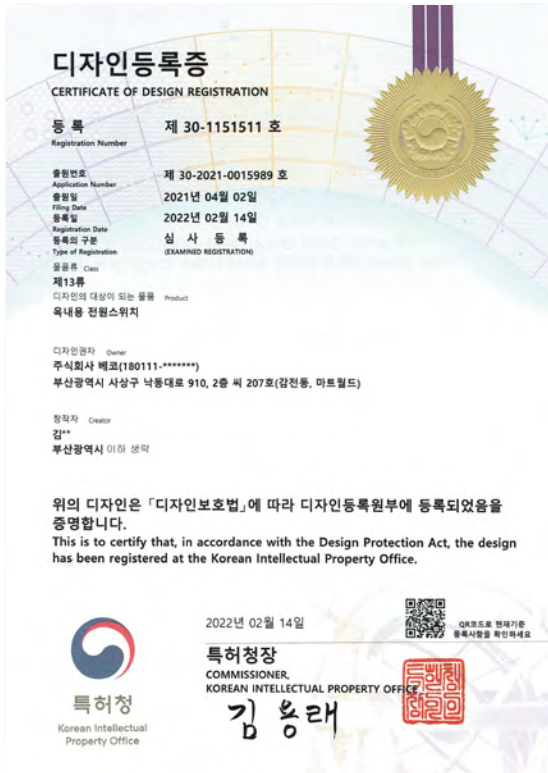 디자인등록증
CERTIFICATE OF DESIGN REGISTRATION
등 록 제 30-1151511 호
Registration Number
출원번호 제 30-2021-0015989 호
Application Number
출원일 2021년 04월 02일
Filing Date
등록일 2022년 02월 14일
Registration Date
등록의 구분 심 사 등 록
Type of Registration (EXAMINED REGISTRATION)
물품류 Class
제13류
디자인의 대상이 되는 물품 Product
옥내용 전원스위치
디자인권자 Owner
주식회사 베코(180111-*******)
부산광역시 사상구 낙동대로 910, 2층 씨 207호(감전동, 마트월드)
창작자 Creator
김**
부산광역시 이하 생략
위의 디자인은 「디자인보호법」에 따라 디자인등록원부에 등록되었음을
증명합니다.
This is to certify that, in accordance with the Design Protection Act, the design
has been registered at the Korean Intellectual Property Office.
2022년 02월 14일
QR코드로 현재기준
등록사항을 확인하세요
특허청장
COMMISSIONER,
KOREAN INTELLECTUAL PROPERTY OFFICE
김용래
특허청
Korean Intellectual
Property Office